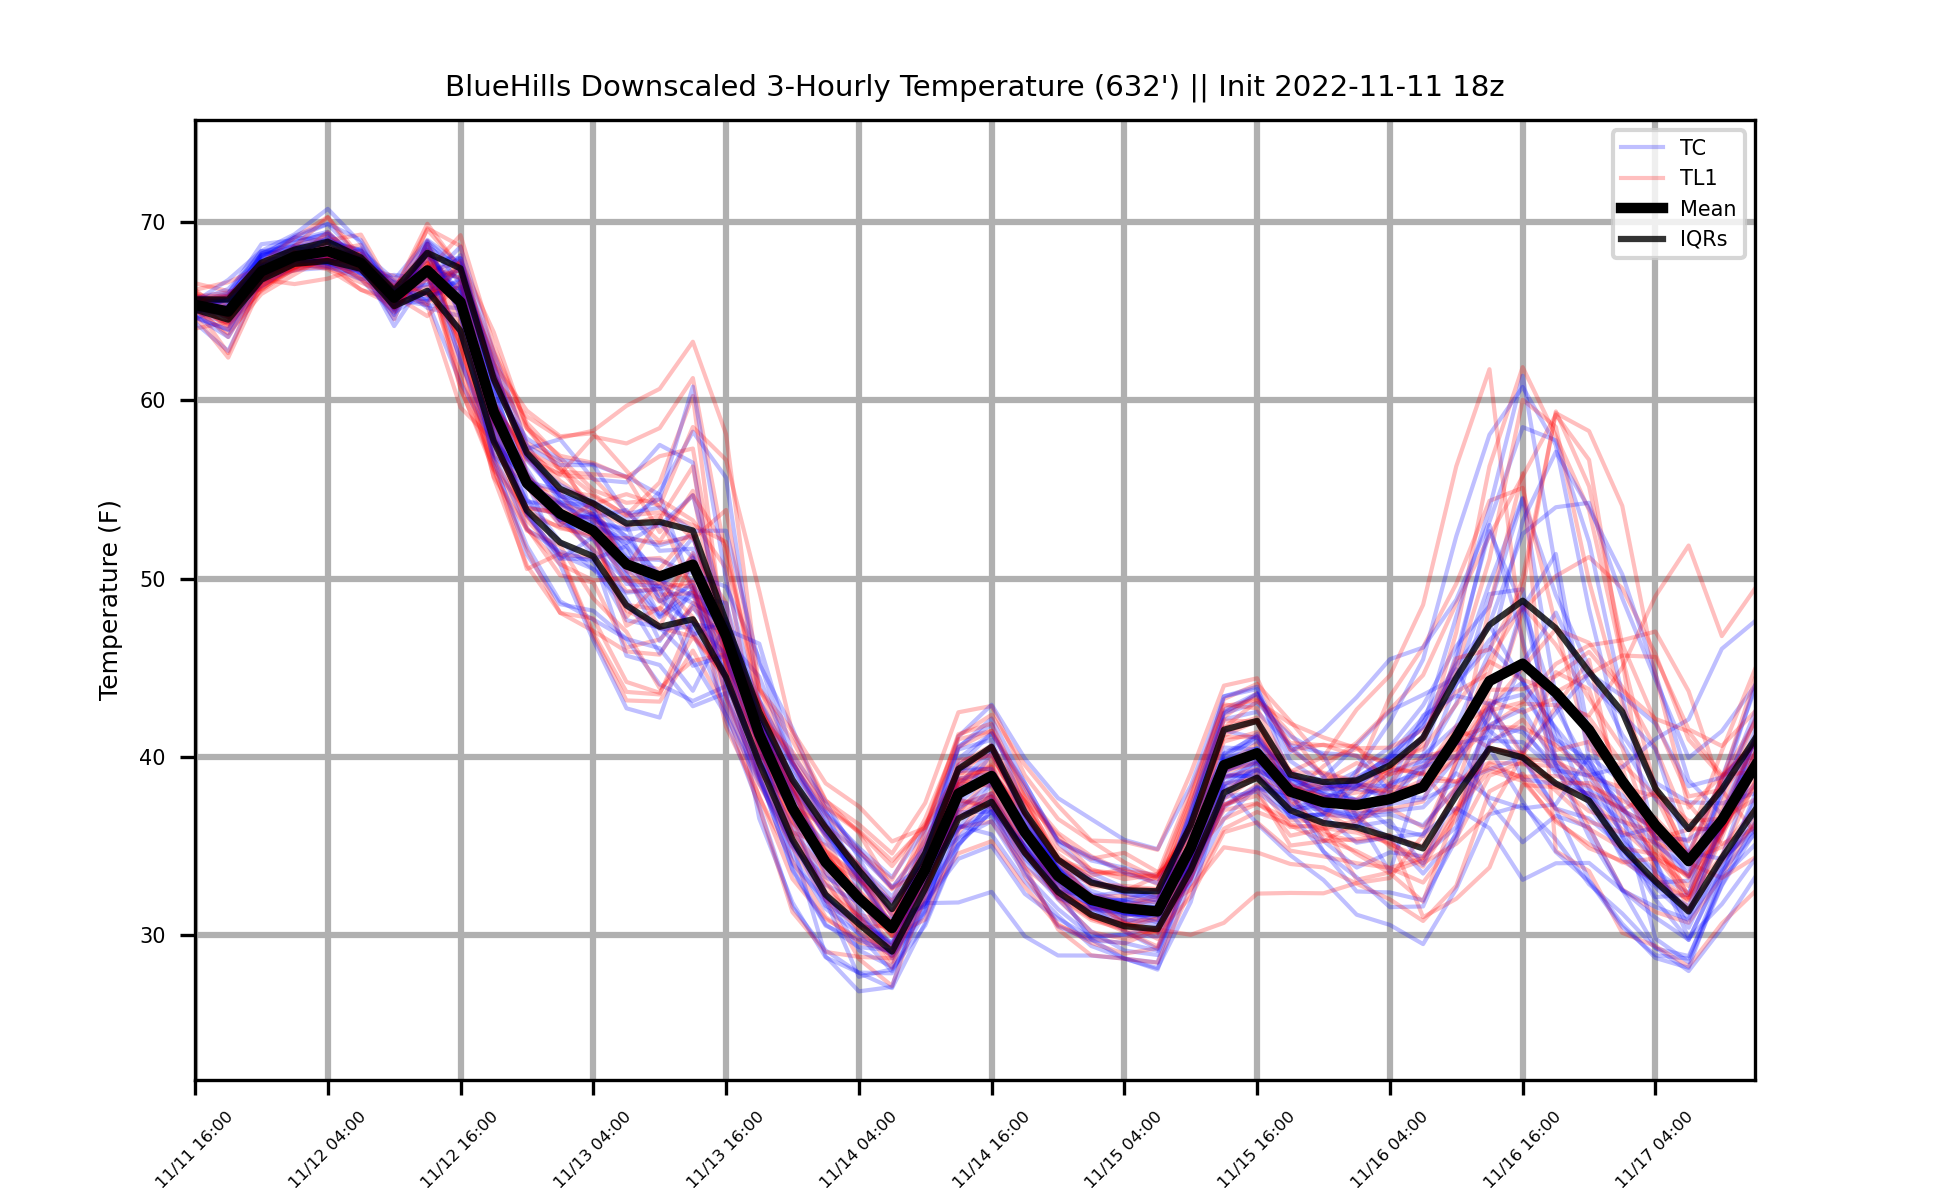 BlueHills Downscaled 3-Hourly Temperature (632') || Init 2022-11-11 18z
TC
TL1
Mean
IQRs
Temperature (F)
70
60
50
40
30
11/11 16:00
11/12 04:00
11/12 16:00
11/13 04:00
11/13 16:00
11/14 04:00
11/14 16:00
11/15 04:00
11/15 16:00
11/16 04:00
11/16 16:00
11/17 04:00